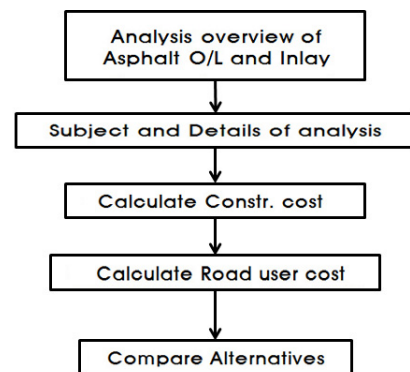 Analysis overview of
Asphalt O/L and Inlay
Subject and Details of analysis
Calculate Constr. cost
Calculate Road user cost
Compare Alternatives